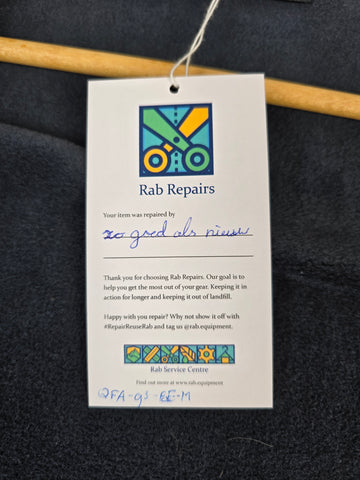 Rab Repairs
Your item was repaired by
zo goed als nieuw
Thank you for choosing Rab Repairs. Our goal is to
help you get the most out of your gear. Keeping it in
action for longer and keeping it out of landfill.
Happy with you repair? Why not show it off with
#RepairReuseRab and tag us @rab.equipment.
Rab Service Centre
Find out more at www.rab.equipment
QFA-gs-EE-M